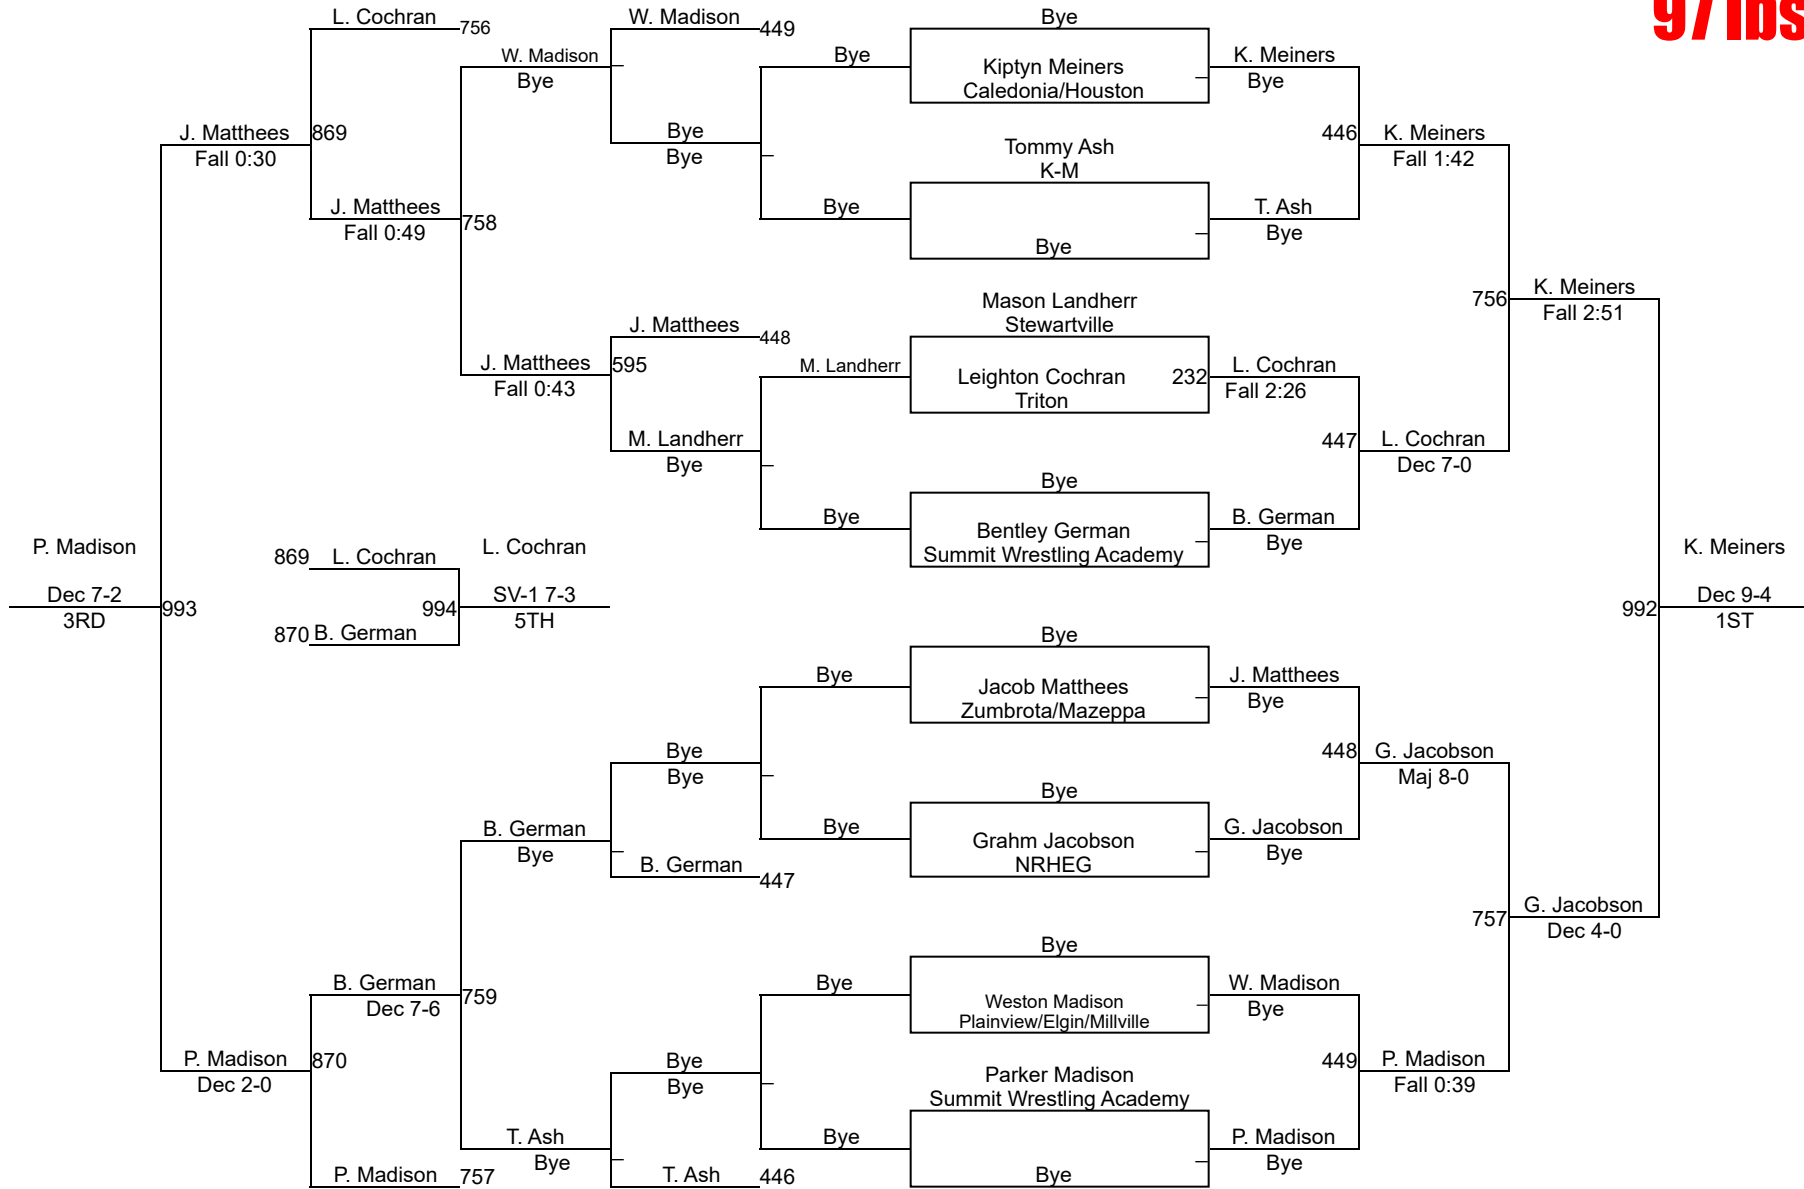 97 lbs
L. Cochran
756
W. Madison
Bye
W. Madison
449
Bye
Bye
Kiptyn Meiners
Caledonia/Houston
K. Meiners
Bye
J. Matthees
869
Fall 0:30
Bye
Bye
Tommy Ash
K-M
446
K. Meiners
Fall 1:42
J. Matthees
Fall 0:49
758
Bye
Bye
T. Ash
Bye
Mason Landherr
Stewartville
756
K. Meiners
Fall 2:51
J. Matthees
448
J. Matthees
595
Fall 0:43
M. Landherr
Leighton Cochran
Triton
232
L. Cochran
Fall 2:26
M. Landherr
Bye
447
L. Cochran
Dec 7-0
Bye
Bye
Bentley German
Summit Wrestling Academy
B. German
Bye
P. Madison
Dec 7-2
3RD
993
869
L. Cochran
994
870
B. German
L. Cochran
SV-1 7-3
5TH
K. Meiners
992
Dec 9-4
1ST
Bye
Bye
Jacob Matthees
Zumbrota/Mazeppa
J. Matthees
Bye
Bye
Bye
448
G. Jacobson
Maj 8-0
Bye
Bye
Grahm Jacobson
NRHEG
G. Jacobson
Bye
B. German
Bye
B. German
447
757
G. Jacobson
Dec 4-0
B. German
Dec 7-6
759
Bye
Bye
Weston Madison
Plainview/Elgin/Millville
W. Madison
Bye
P. Madison
870
Dec 2-0
Bye
Bye
Parker Madison
Summit Wrestling Academy
449
P. Madison
Fall 0:39
T. Ash
Bye
Bye
Bye
P. Madison
Bye
P. Madison
757
T. Ash
446